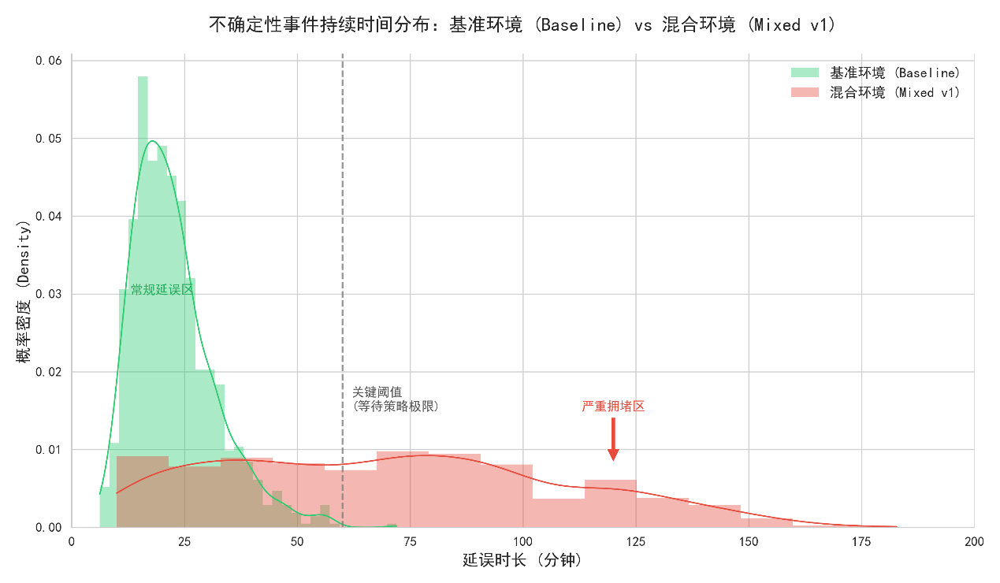 不确定性事件持续时间分布：基准环境 (Baseline) vs 混合环境 (Mixed v1)
基准环境 (Baseline)
混合环境 (Mixed v1)
概率密度 (Density)
0.06
0.05
0.04
0.03
0.02
0.01
0.00
常规延误区
关键阈值
(等待策略极限)
严重拥堵区
0
25
50
75
100
125
150
175
200
延误时长 (分钟)